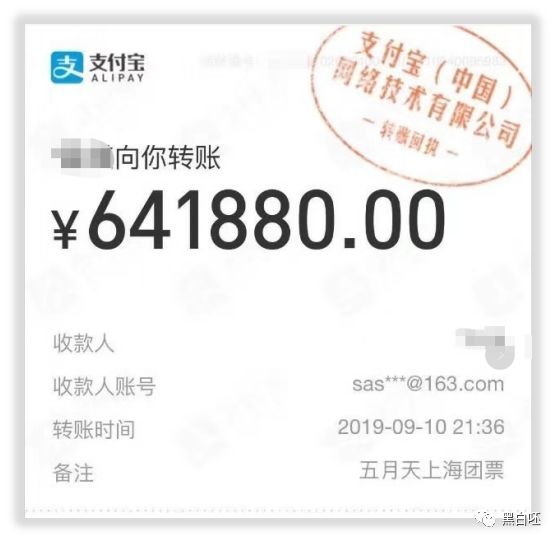 支付宝
ALIPAY
支付宝（中国）
网络技术有限公司
转账回执
向你转账
¥641880.00
收款人
收款人账号 sas***@163.com
转账时间 2019-09-10 21:36
备注 五月天上海团票
黑白呸